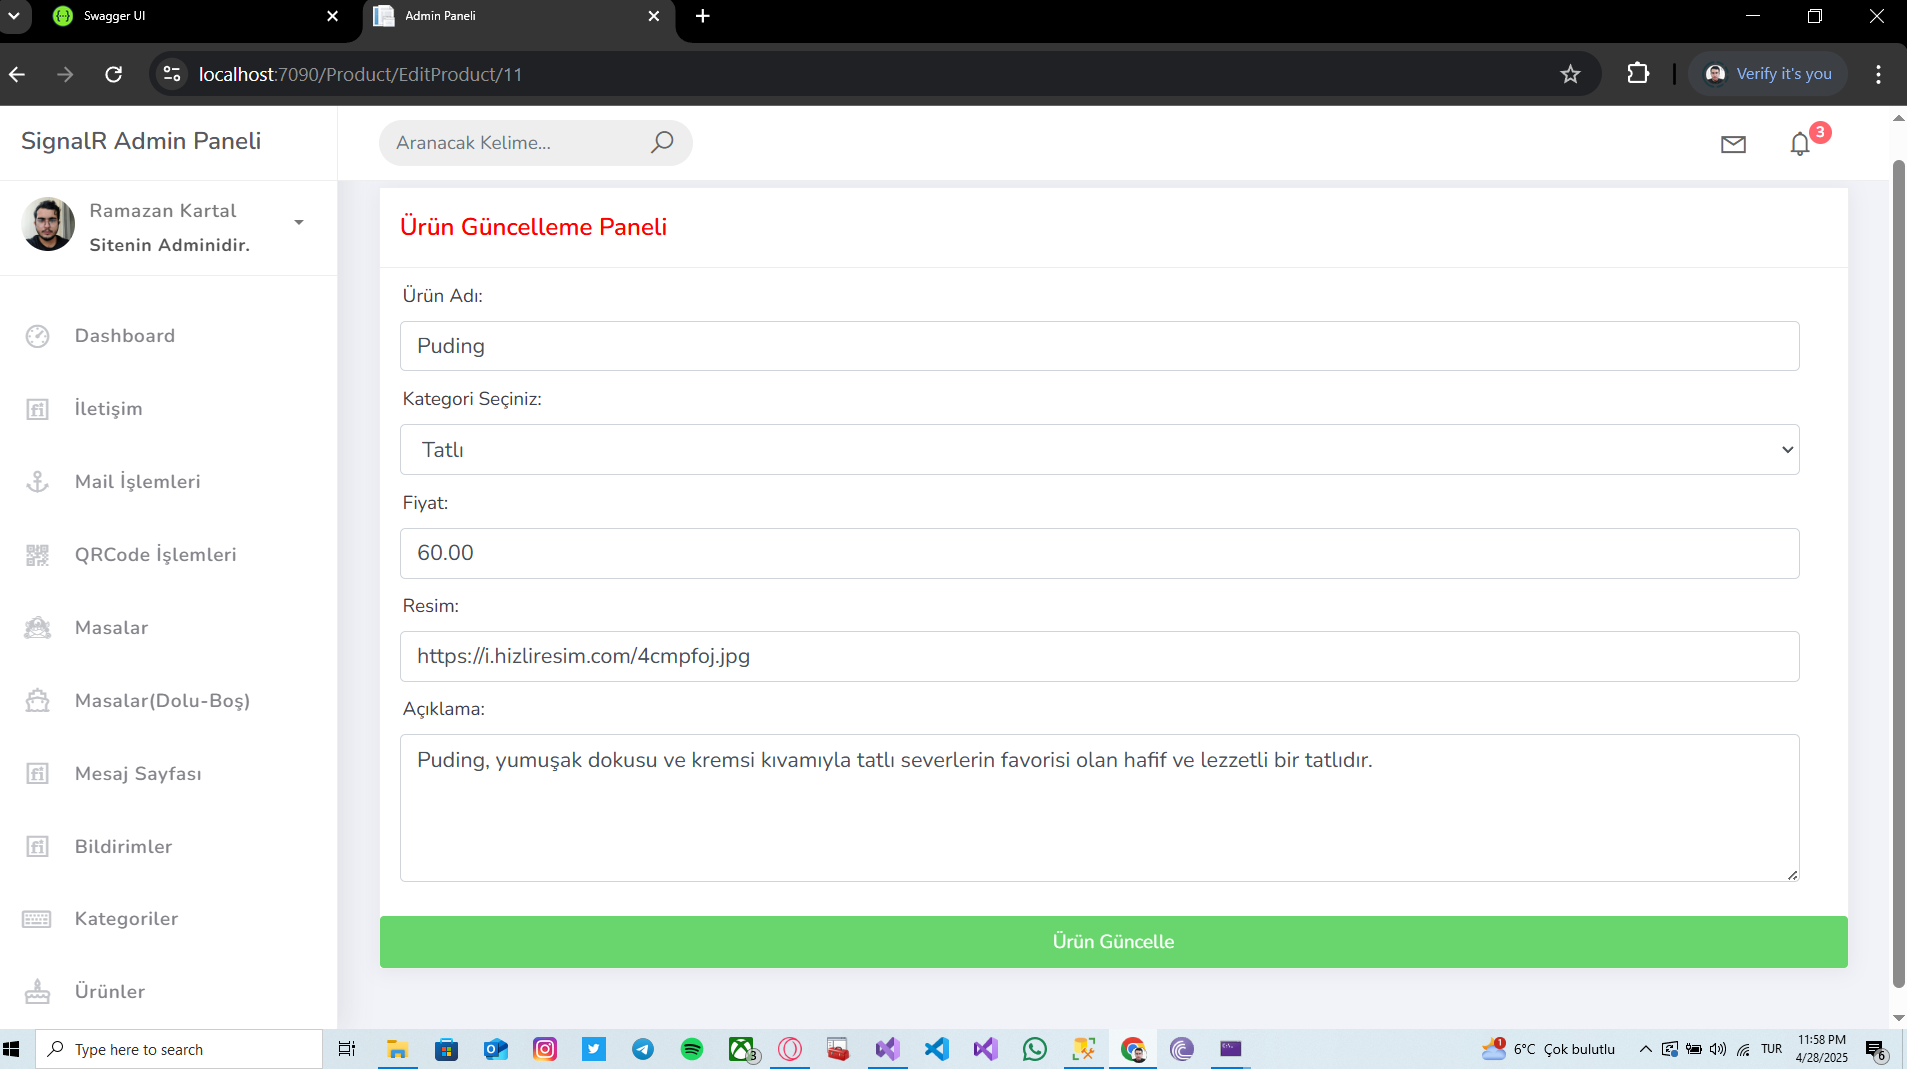 Swagger UI
Admin Paneli
localhost:7090/Product/EditProduct/11
Verify it's you
SignalR Admin Paneli
Aranacak Kelime...
3
Ramazan Kartal
Sitenin Adminidir.
Dashboard
İletişim
Mail İşlemleri
QRCode İşlemleri
Masalar
Masalar(Dolu-Boş)
Mesaj Sayfası
Bildirimler
Kategoriler
Ürünler
Ürün Güncelleme Paneli
Ürün Adı:
Puding
Kategori Seçiniz:
Tatlı
Fiyat:
60.00
Resim:
https://i.hizliresim.com/4cmpfoj.jpg
Açıklama:
Puding, yumuşak dokusu ve kremsi kıvamıyla tatlı severlerin favorisi olan hafif ve lezzetli bir tatlıdır.
Ürün Güncelle
Type here to search
3
1
6°C Çok bulutlu
TUR
11:58 PM
4/28/2025
6